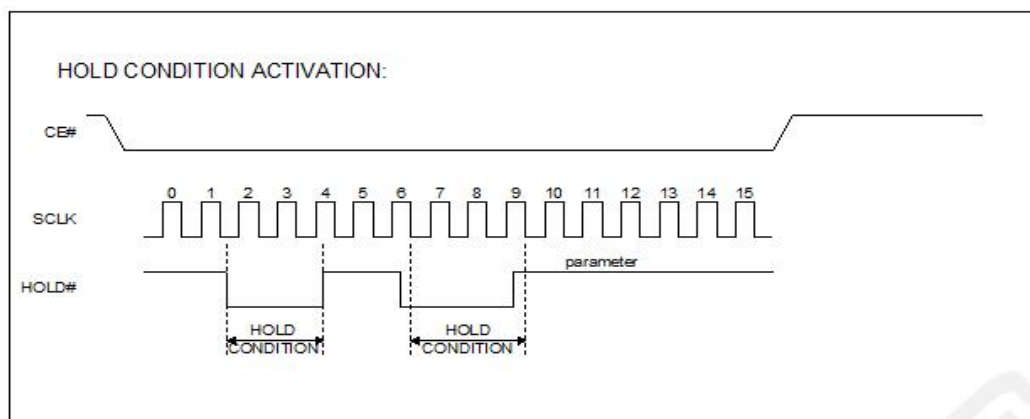 HOLD CONDITION ACTIVATION:
CE#
0 1 2 3 4 5 6 7 8 9 10 11 12 13 14 15
SCLK
parameter
HOLD#
HOLD HOLD
CONDITION CONDITION